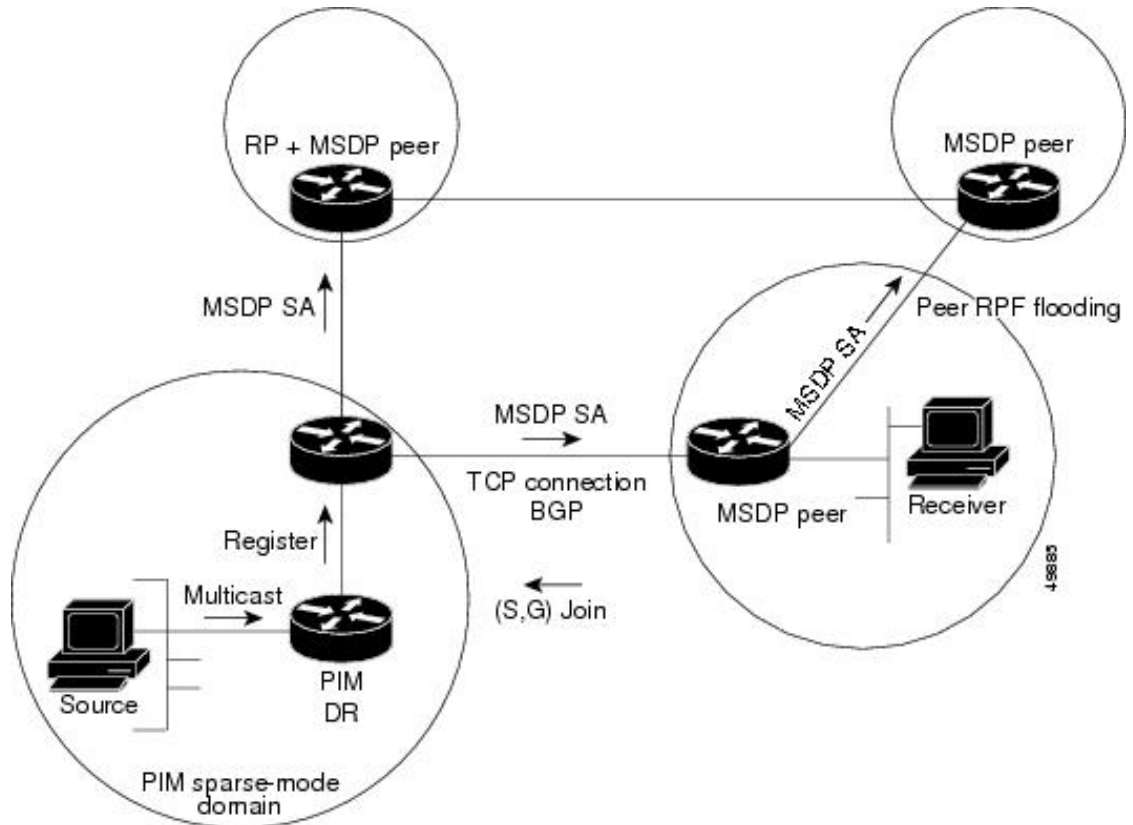 RP + MSDP peer
MSDP peer
MSDP SA
Peer RPF flooding
MSDP SA
MSDP SA
TCP connection
BGP
MSDP peer
Receiver
Register
49885
Multicast
(S,G) Join
Source
PIM
DR
PIM sparse-mode
domain